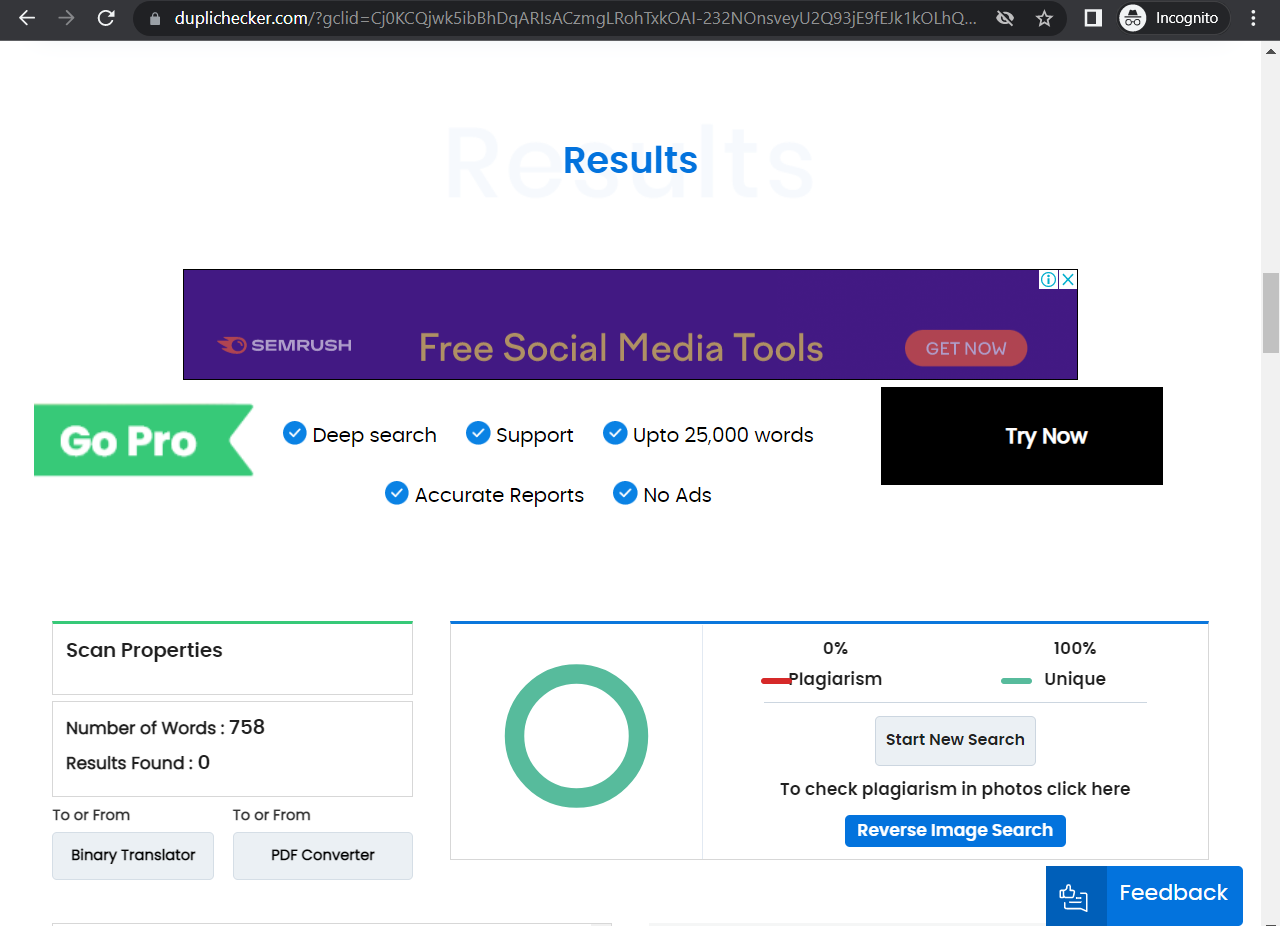 duplichecker.com/?gclid=Cj0KCQjwk5ibBhDqARIsACzmgLRohTxkOAI-232NOnsveyU2Q93jE9fEJk1kOLhQ...
Incognito
Results
Results
SEMRUSH
Free Social Media Tools
GET NOW
Go Pro
Deep search
Support
Upto 25,000 words
Try Now
Accurate Reports
No Ads
Scan Properties
Number of Words : 758
Results Found : 0
To or From
To or From
Binary Translator
PDF Converter
0%
100%
Plagiarism
Unique
Start New Search
To check plagiarism in photos click here
Reverse Image Search
Feedback